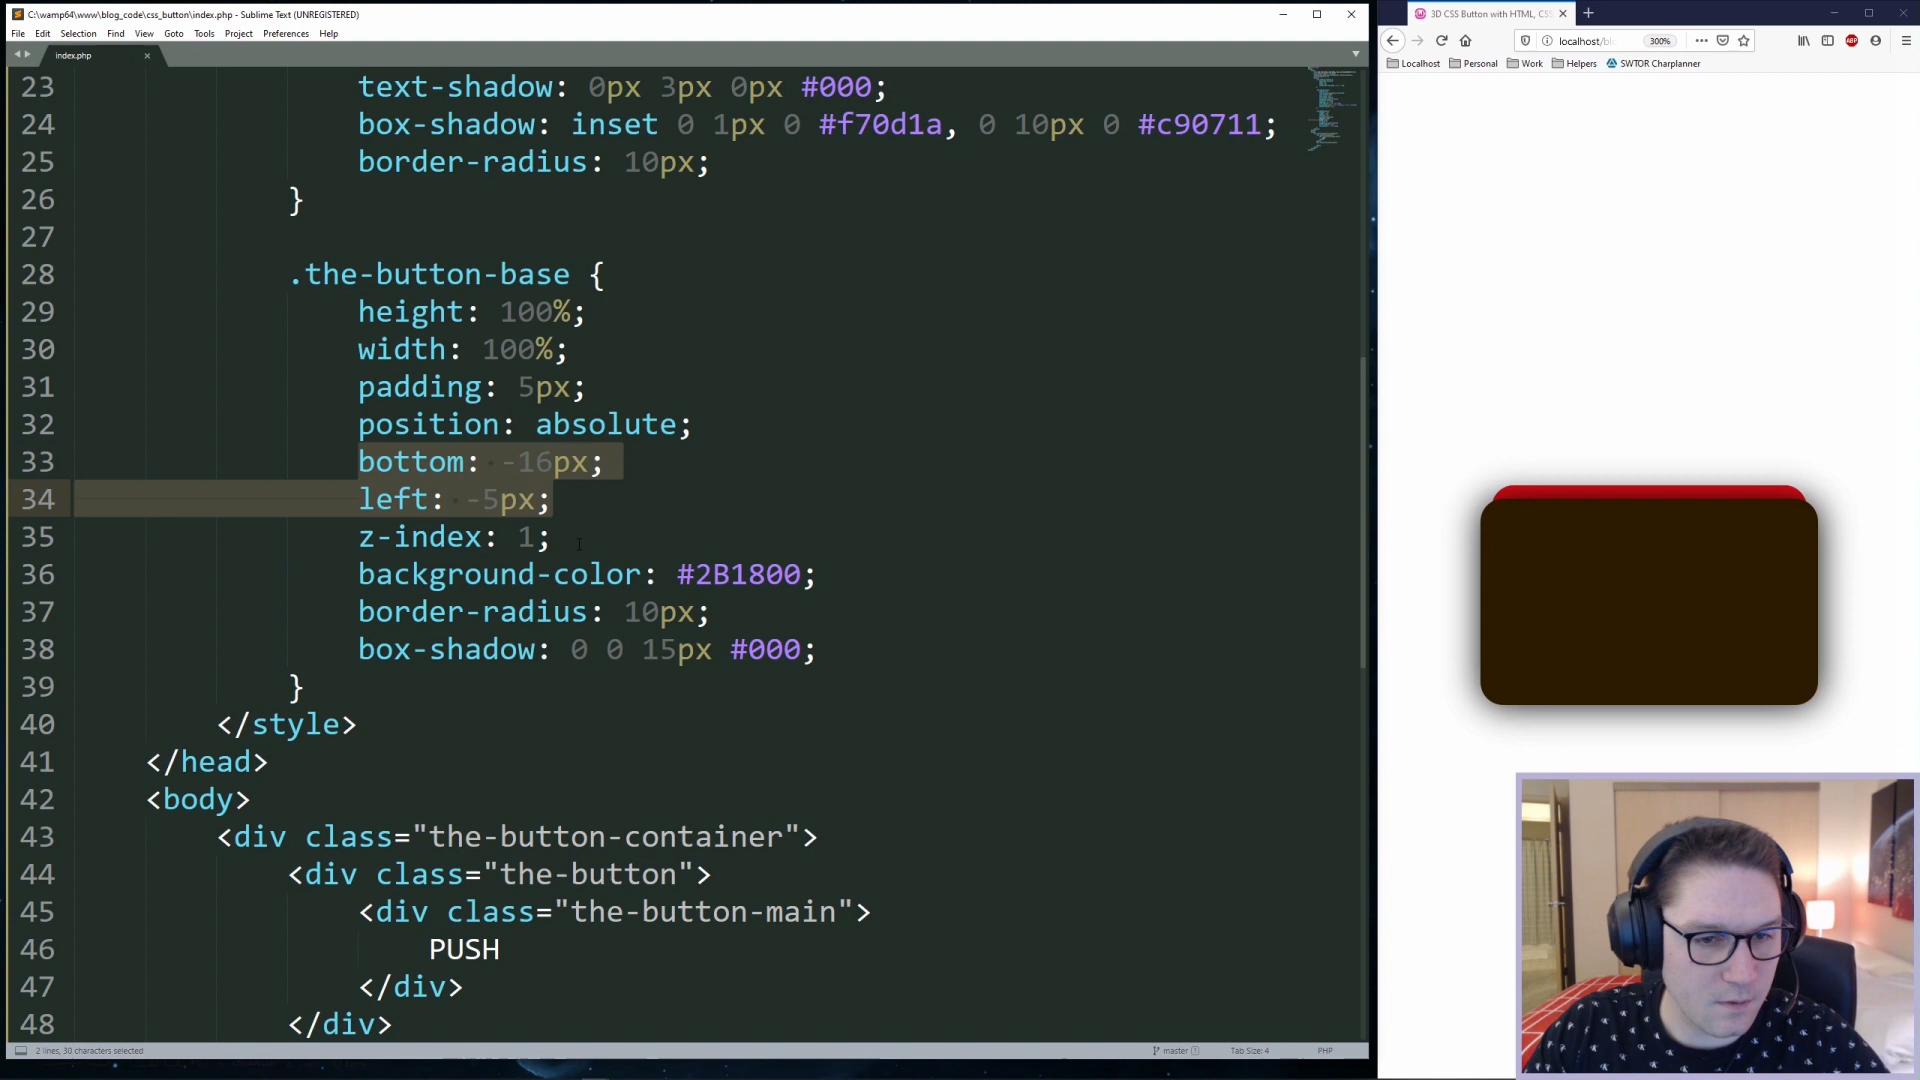 C:\wamp64\www\blog_code\css_button\index.php - Sublime Text (UNREGISTERED)
File Edit Selection Find View Goto Tools Project Preferences Help
index.php
23 text-shadow: 0px 3px 0px #000;
24 box-shadow: inset 0 1px 0 #f70d1a, 0 10px 0 #c90711;
25 border-radius: 10px;
26 }
27
28 .the-button-base {
29 height: 100%;
30 width: 100%;
31 padding: 5px;
32 position: absolute;
33 bottom: -16px;
34 left: -5px;
35 z-index: 1;
36 background-color: #2B1800;
37 border-radius: 10px;
38 box-shadow: 0 0 15px #000;
39 }
40 </style>
41 </head>
42 <body>
43 <div class="the-button-container">
44 <div class="the-button">
45 <div class="the-button-main">
46 PUSH
47 </div>
48 </div>
2 lines, 30 characters selected
master 1
Tab Size: 4
PHP
3D CSS Button with HTML, CSS
localhost/bl
300%
ABP
Localhost Personal Work Helpers SWTOR Charplanner